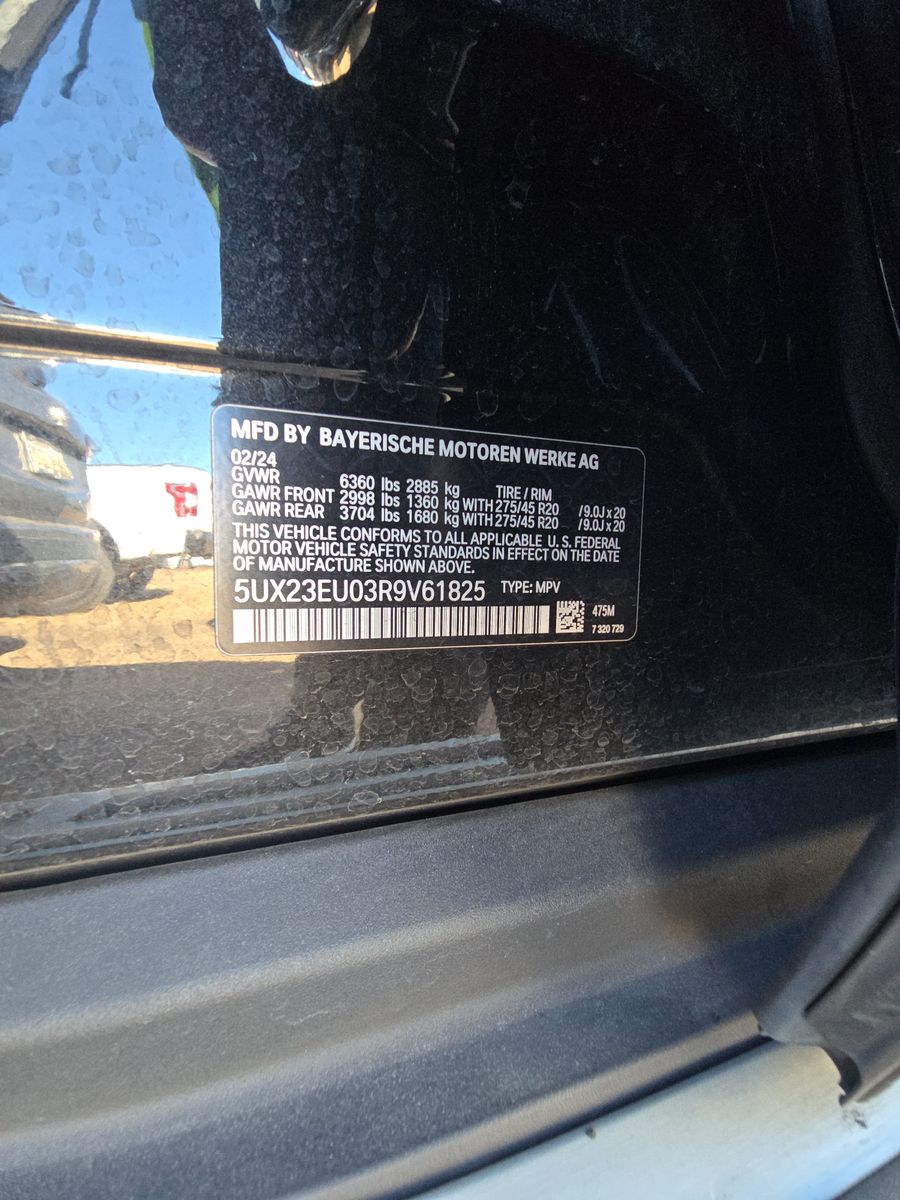 MFD BY BAYERISCHE MOTOREN WERKE AG
02/24
GVWR 6360 lbs 2885 kg TIRE / RIM
GAWR FRONT 2998 lbs 1360 kg WITH 275/45 R20 /9.0J x 20
GAWR REAR 3704 lbs 1680 kg WITH 275/45 R20 /9.0J x 20
THIS VEHICLE CONFORMS TO ALL APPLICABLE U. S. FEDERAL
MOTOR VEHICLE SAFETY STANDARDS IN EFFECT ON THE DATE
OF MANUFACTURE SHOWN ABOVE.
5UX23EU03R9V61825 TYPE: MPV
475M
7 320 729